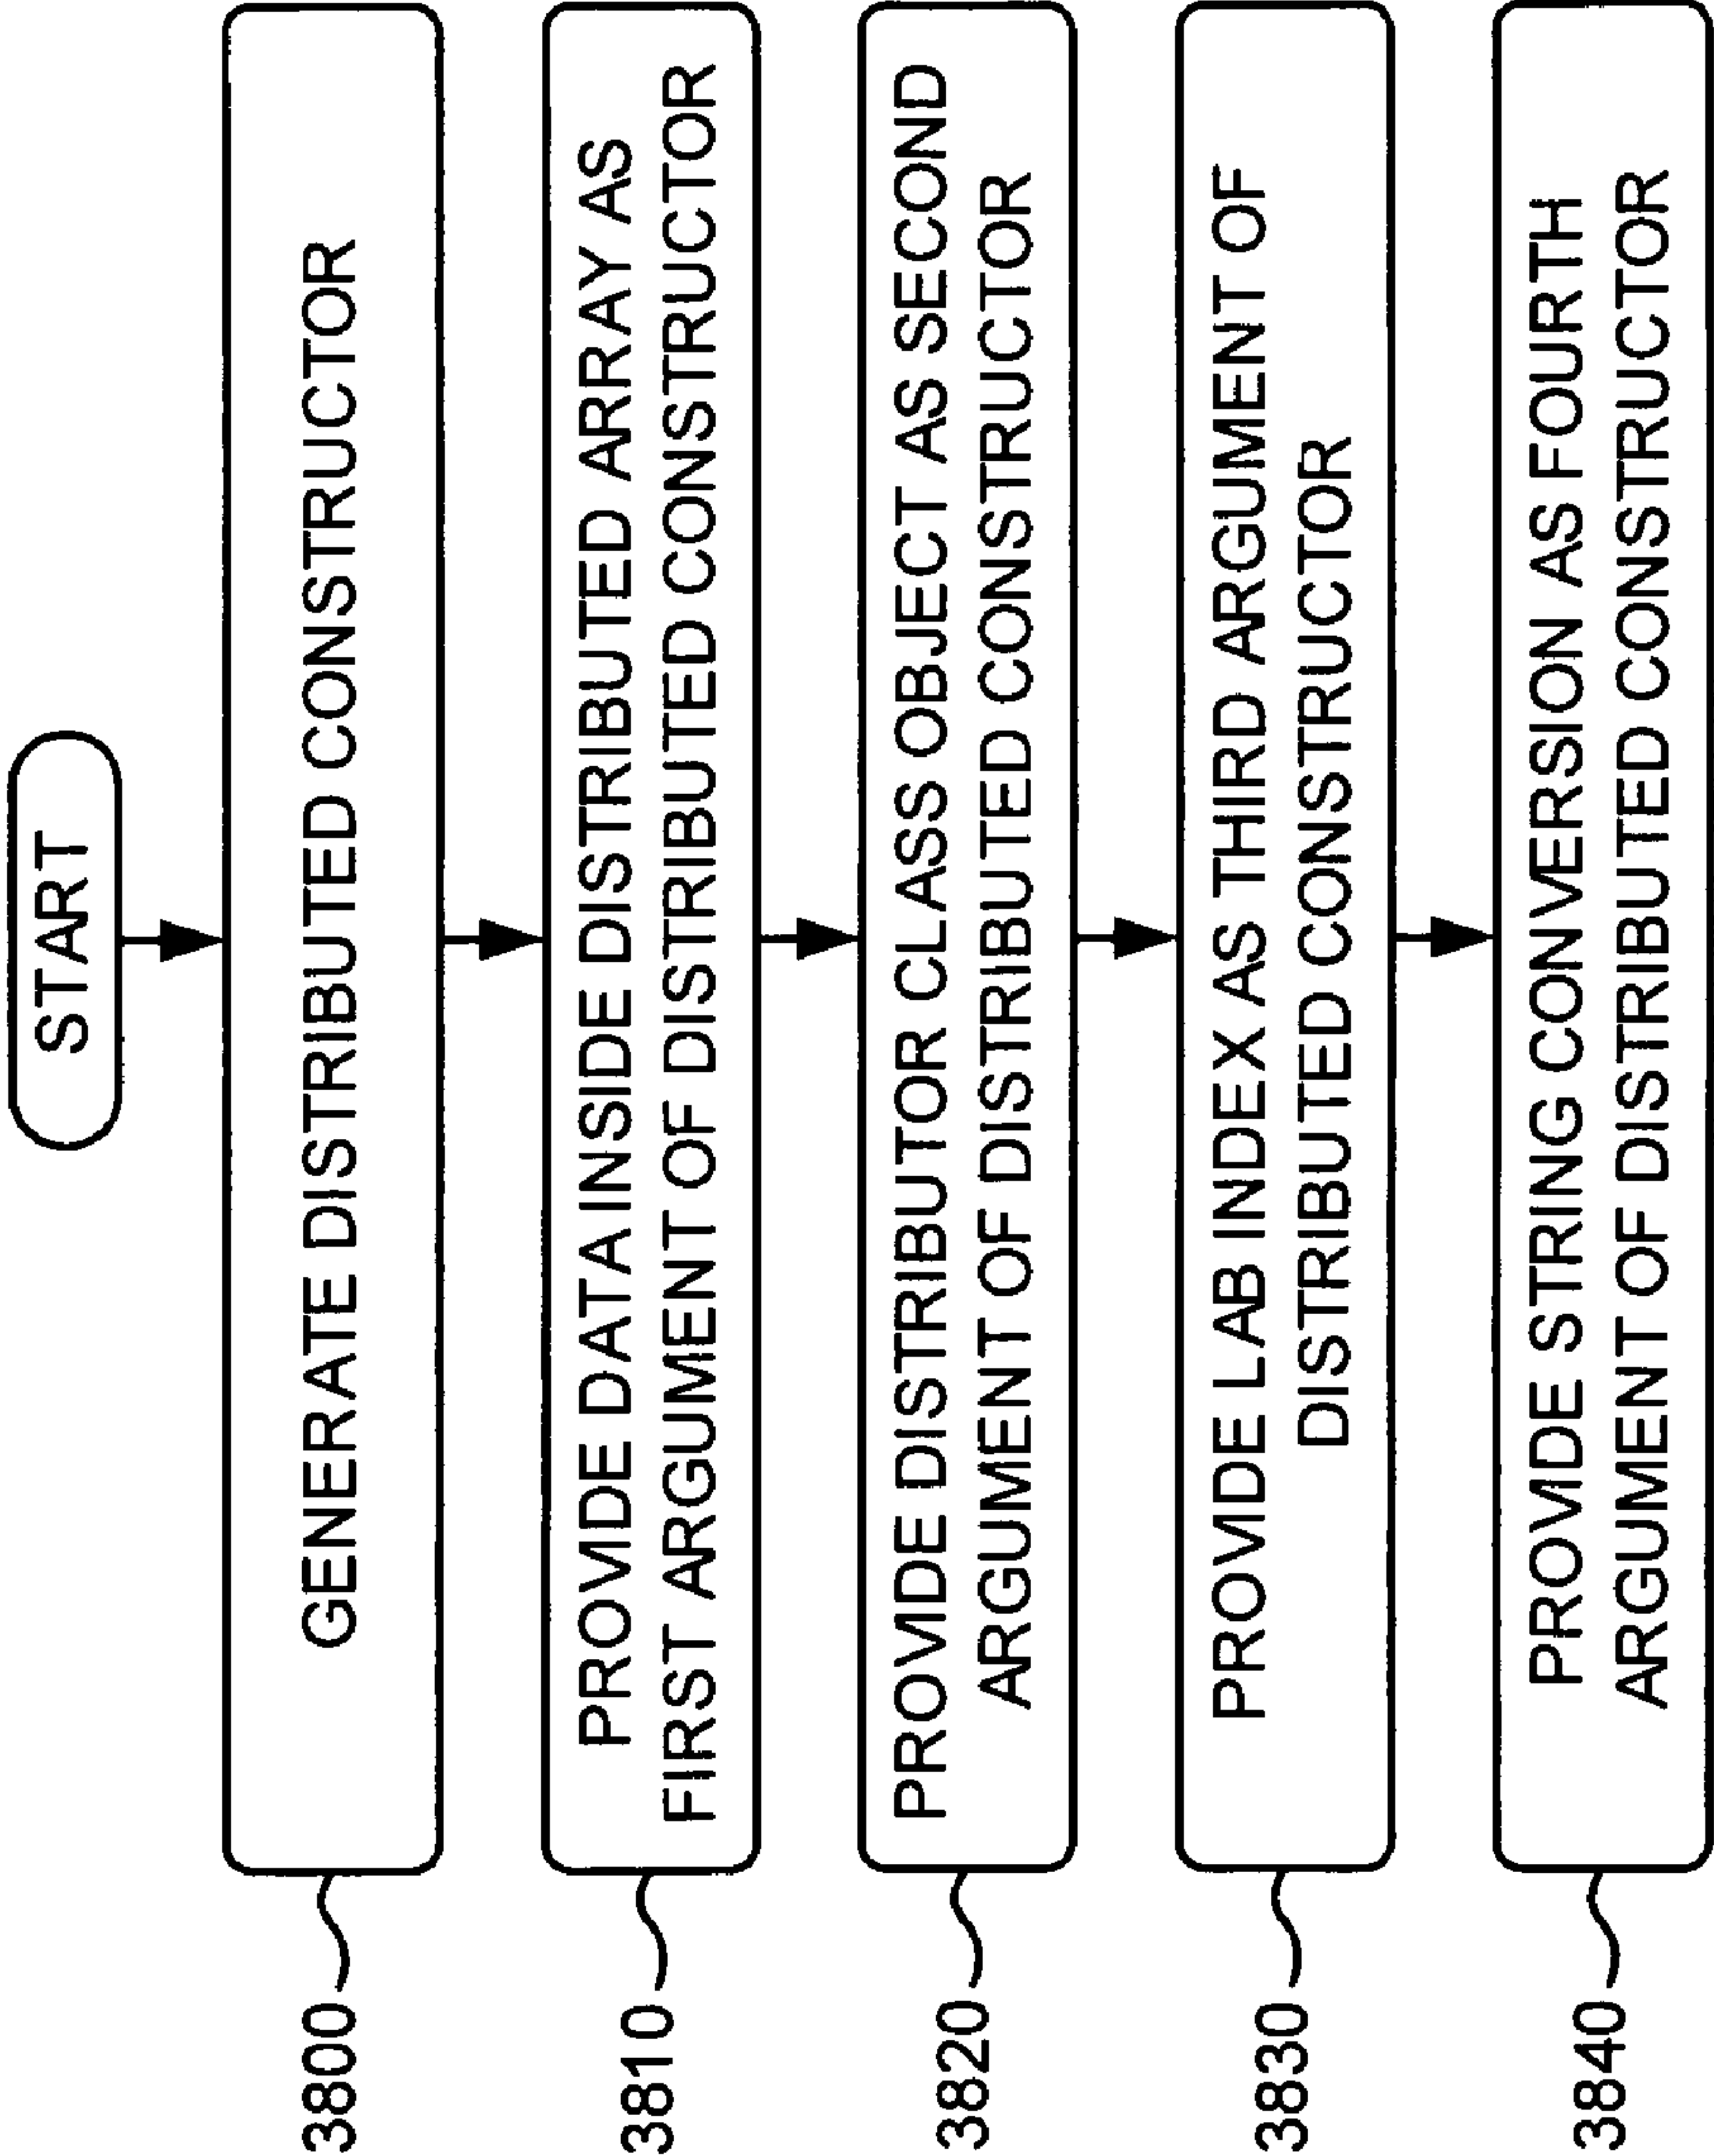 START
3800
GENERATE DISTRIBUTED CONSTRUCTOR
3810
PROVIDE DATA INSIDE DISTRIBUTED ARRAY AS
FIRST ARGUMENT OF DISTRIBUTED CONSTRUCTOR
3820
PROVIDE DISTRIBUTOR CLASS OBJECT AS SECOND
ARGUMENT OF DISTRIBUTED CONSTRUCTOR
3830
PROVIDE LAB INDEX AS THIRD ARGUMENT OF
DISTRIBUTED CONSTRUCTOR
3840
PROVIDE STRING CONVERSION AS FOURTH
ARGUMENT OF DISTRIBUTED CONSTRUCTOR